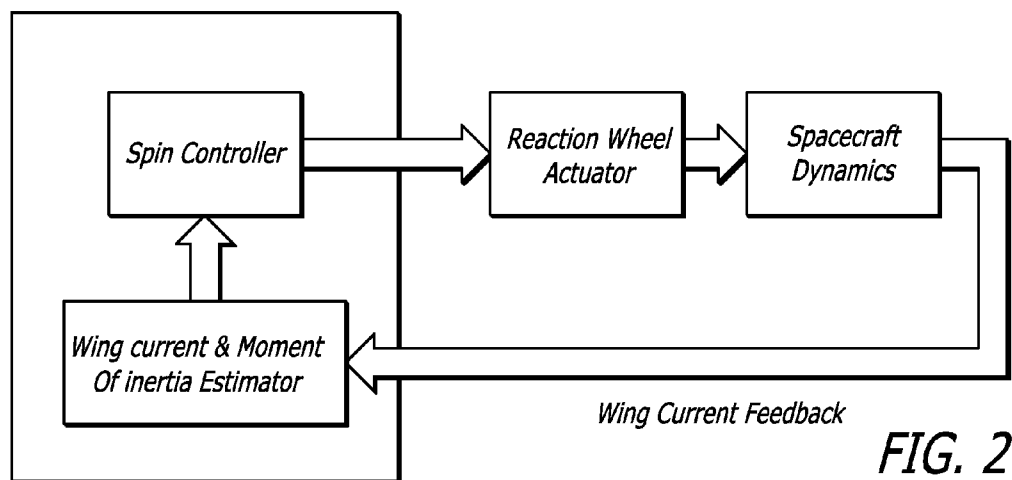 Spin Controller
Reaction Wheel
Actuator
Spacecraft
Dynamics
Wing current & Moment
Of inertia Estimator
Wing Current Feedback
FIG. 2